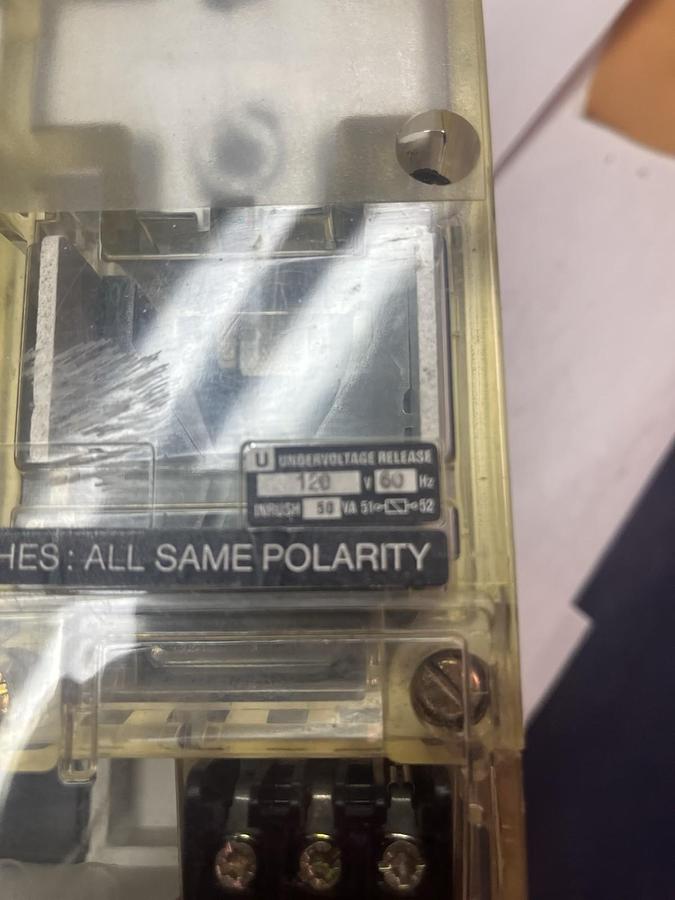 U UNDERVOLTAGE RELEASE
120 V 60 Hz
INRUSH 50 VA 51 52
HES: ALL SAME POLARITY